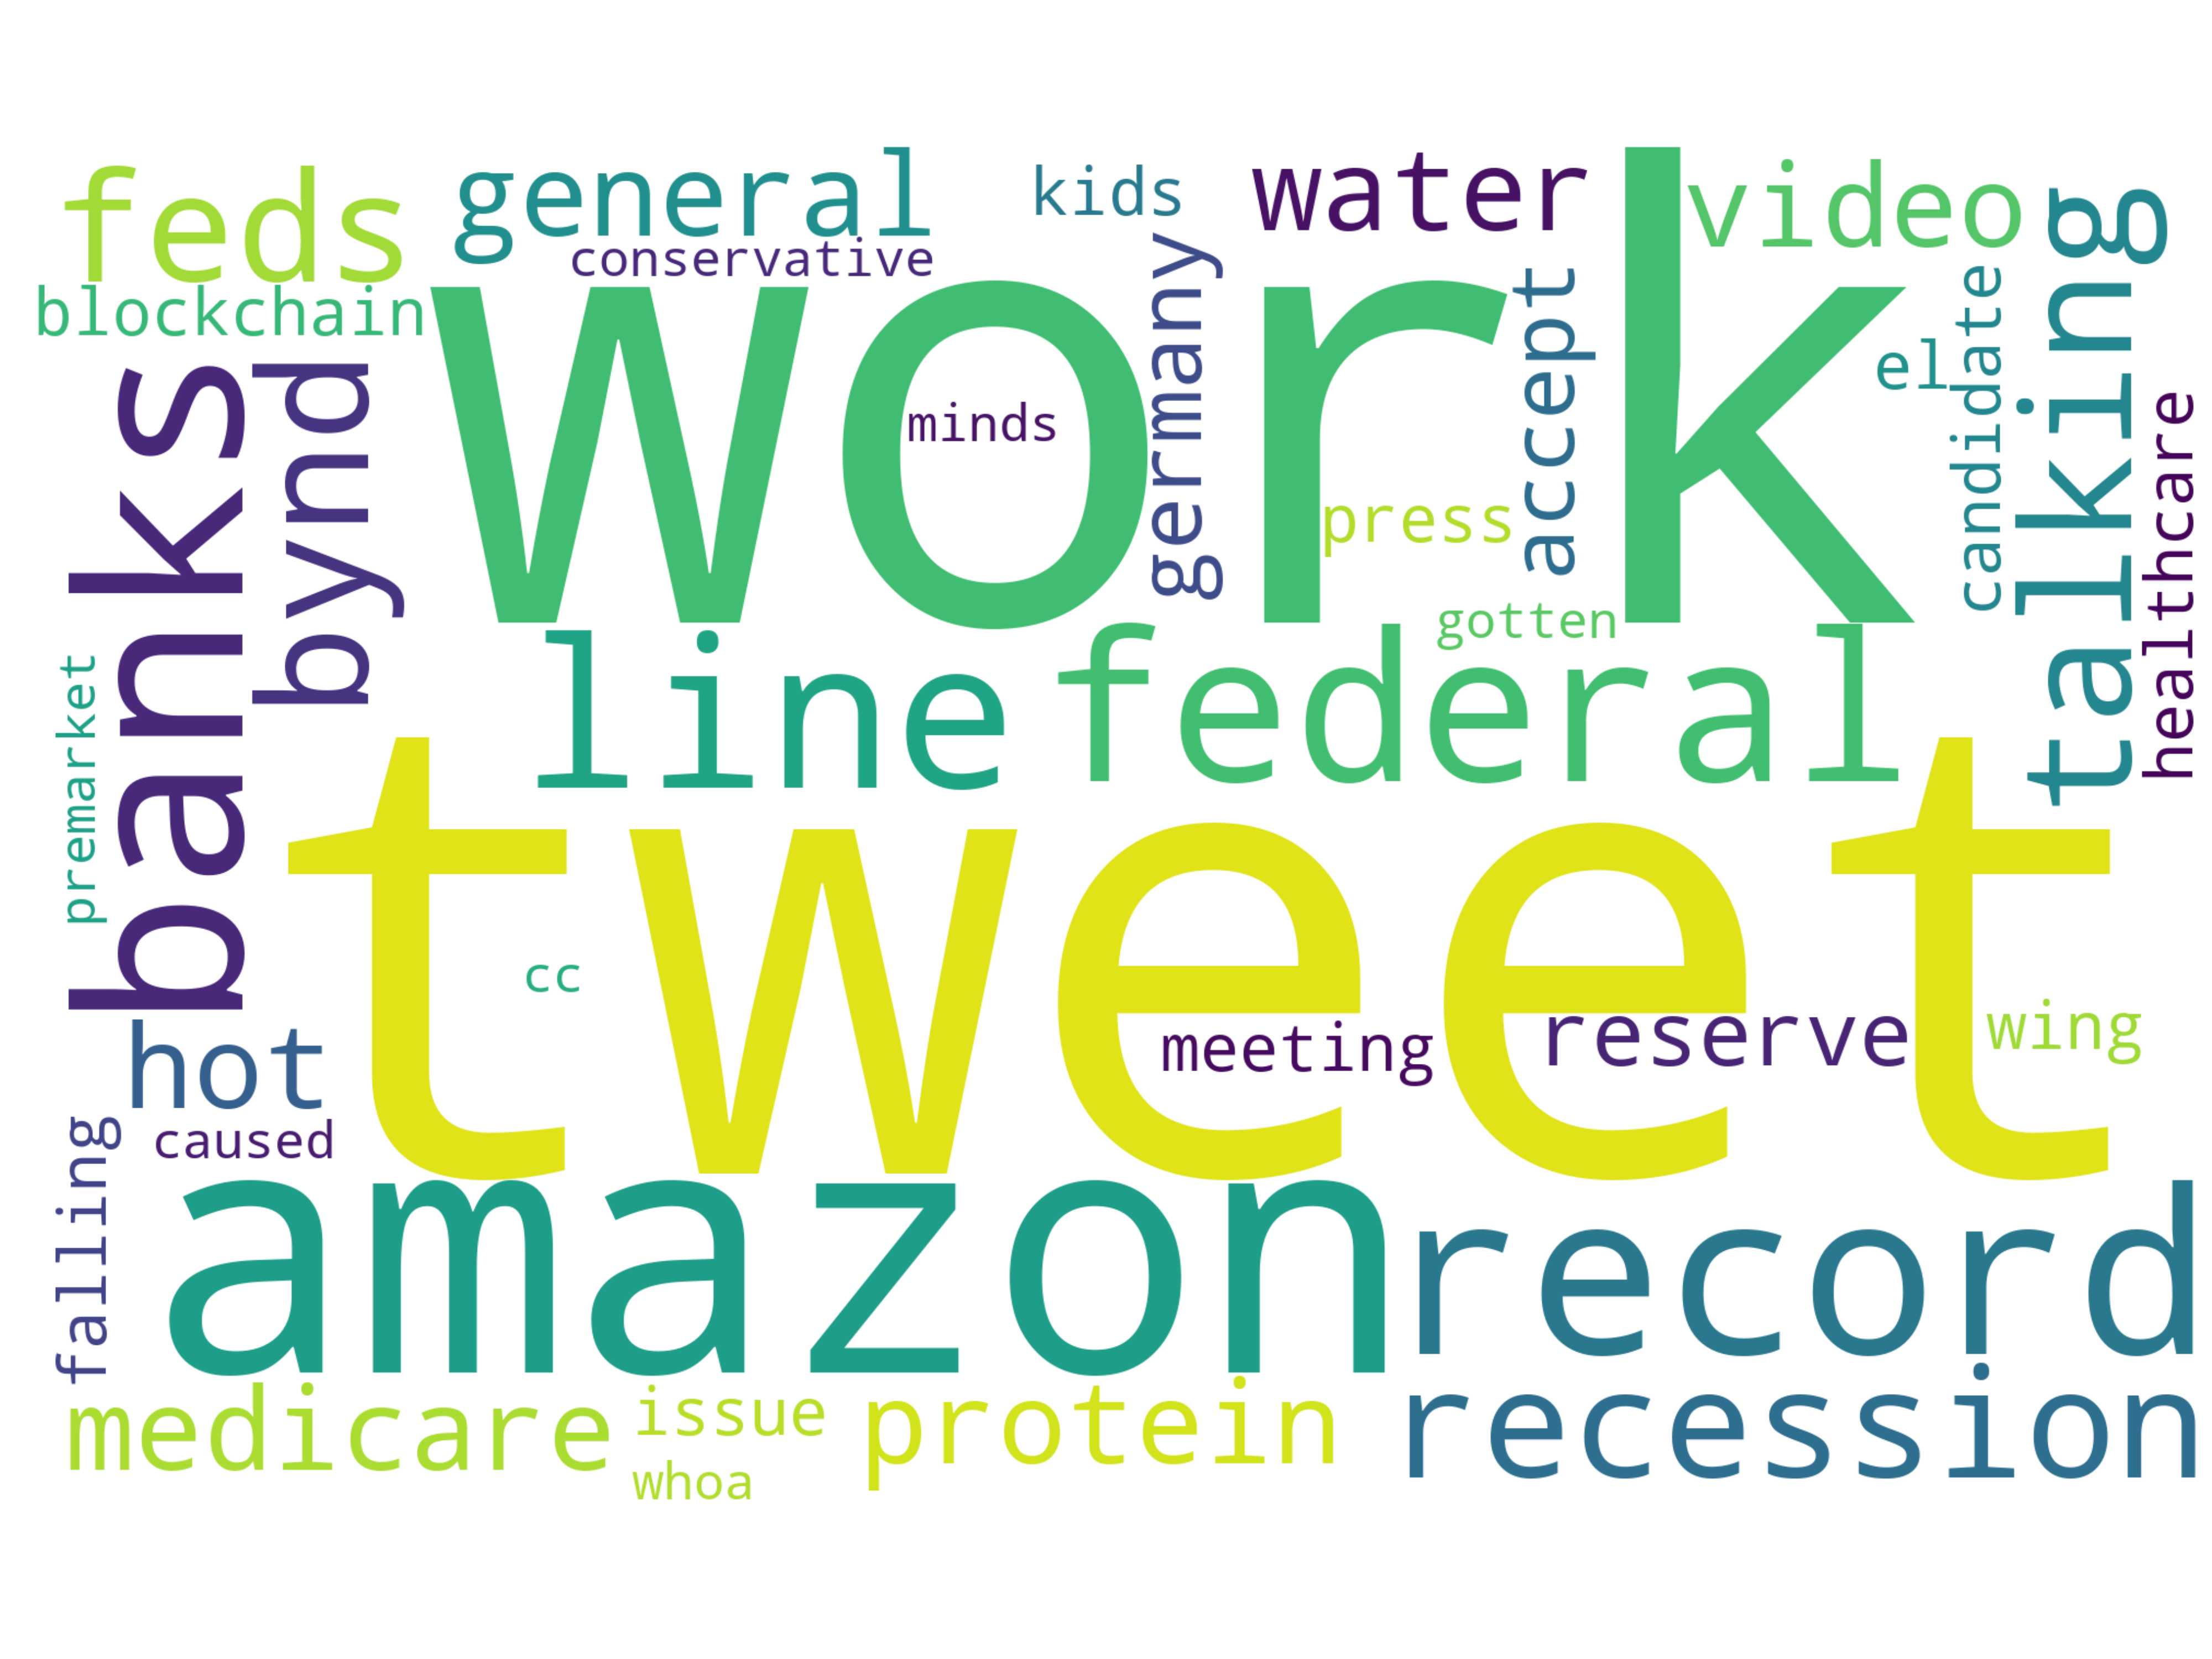 feds
general
kids
water
video
conservative
blockchain
work
talking
germany
accept
candidate
el
banks
bynd
minds
press
healthcare
gotten
line
federal
premarket
tweet
cc
hot
meeting
reserve
wing
caused
falling
amazon
record
medicare
issue
protein
recession
whoa